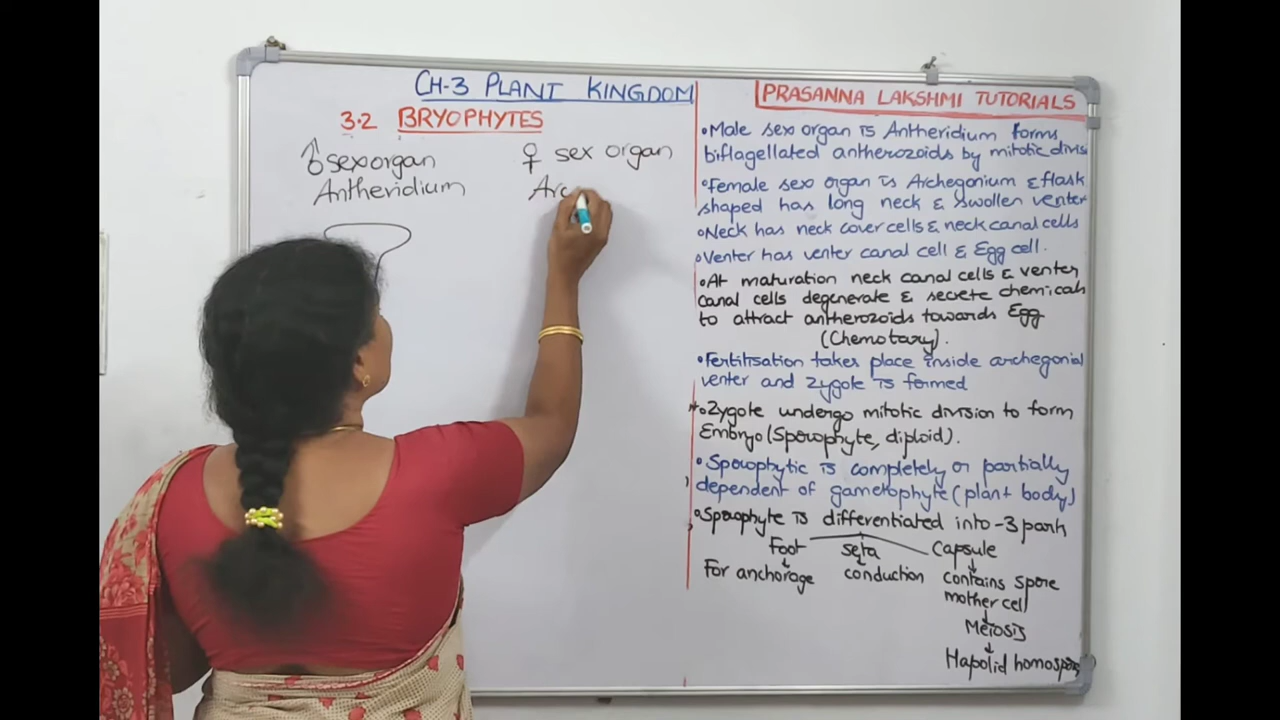 CH-3 PLANT KINGDOM
3.2 BRYOPHYTES
♂ sex organ
Antheridium
♀ sex organ
Arc
PRASANNA LAKSHMI TUTORIALS
•Male sex organ is Antheridium forms
biflagellated antherozoids by mitotic divisi
•Female sex organ is Archegonium & flask
shaped has long neck & swollen venter
•Neck has neck cover cells & neck canal cells
•Venter has venter canal cell & Egg cell.
•At maturation neck canal cells & venter
canal cells degenerate & secrete chemicals
to attract antherozoids towards Egg
(Chemotaxy).
•Fertilisation takes place inside archegonial
venter and Zygote is formed
•Zygote undergo mitotic division to form
Embryo (Sporophyte, diploid).
•Sporophytic is completely or partially
dependent of gametophyte (plant body)
•Sporophyte is differentiated into -3 parts
Foot seta Capsule
For anchorage conduction contains spore
mother cell
Meiosis
Hapolid homospores